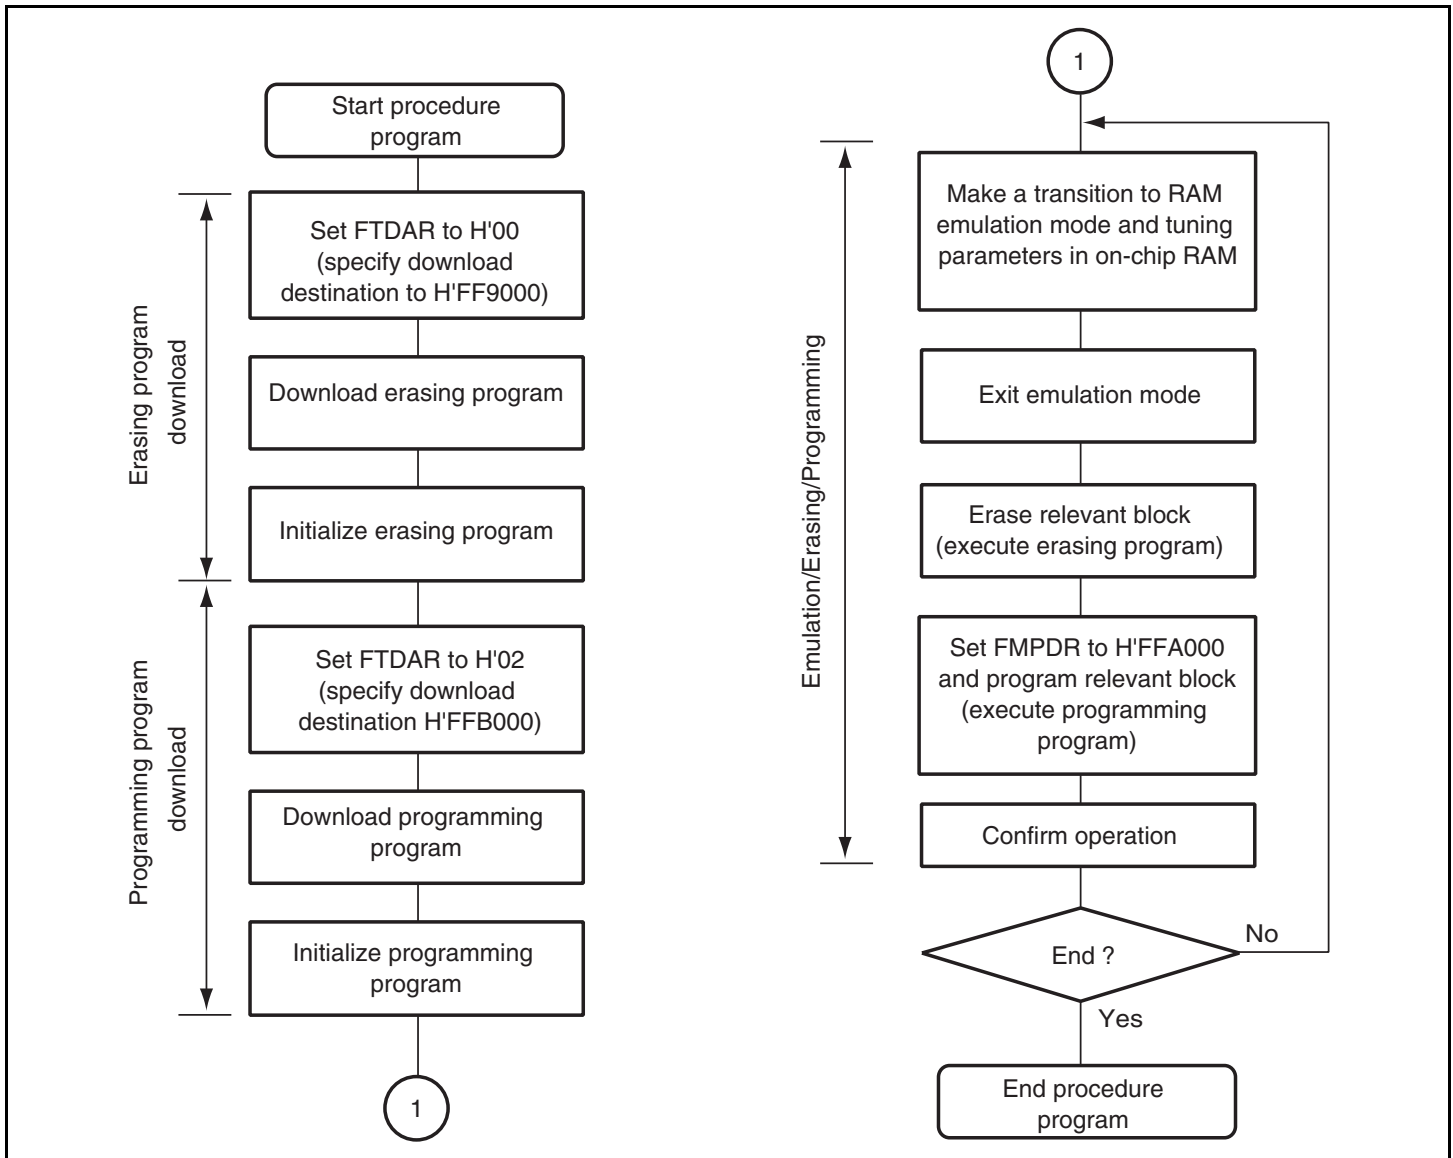 Start procedure
program
Erasing program
download
Set FTDAR to H'00
(specify download
destination to H'FF9000)
Download erasing program
Initialize erasing program
Programming program
download
Set FTDAR to H'02
(specify download
destination H'FFB000)
Download programming
program
Initialize programming
program
1
1
Emulation/Erasing/Programming
Make a transition to RAM
emulation mode and tuning
parameters in on-chip RAM
Exit emulation mode
Erase relevant block
(execute erasing program)
Set FMPDR to H'FFA000
and program relevant block
(execute programming
program)
Confirm operation
End ?
No
Yes
End procedure
program